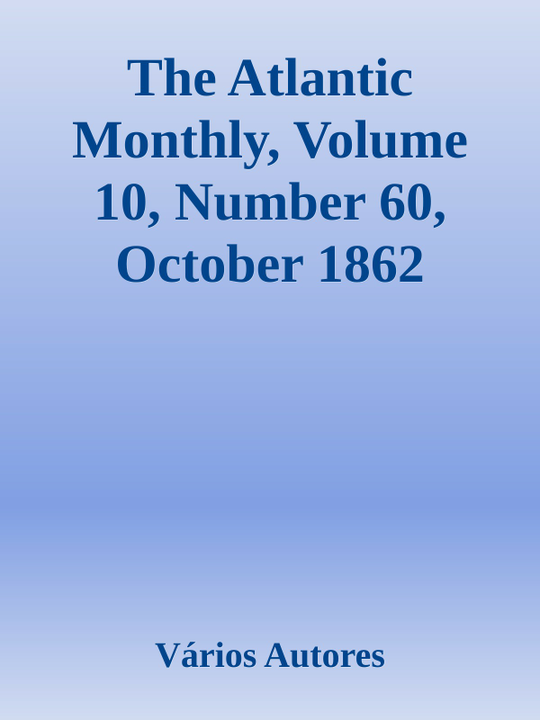 The Atlantic
Monthly, Volume
10, Number 60,
October 1862
Vários Autores